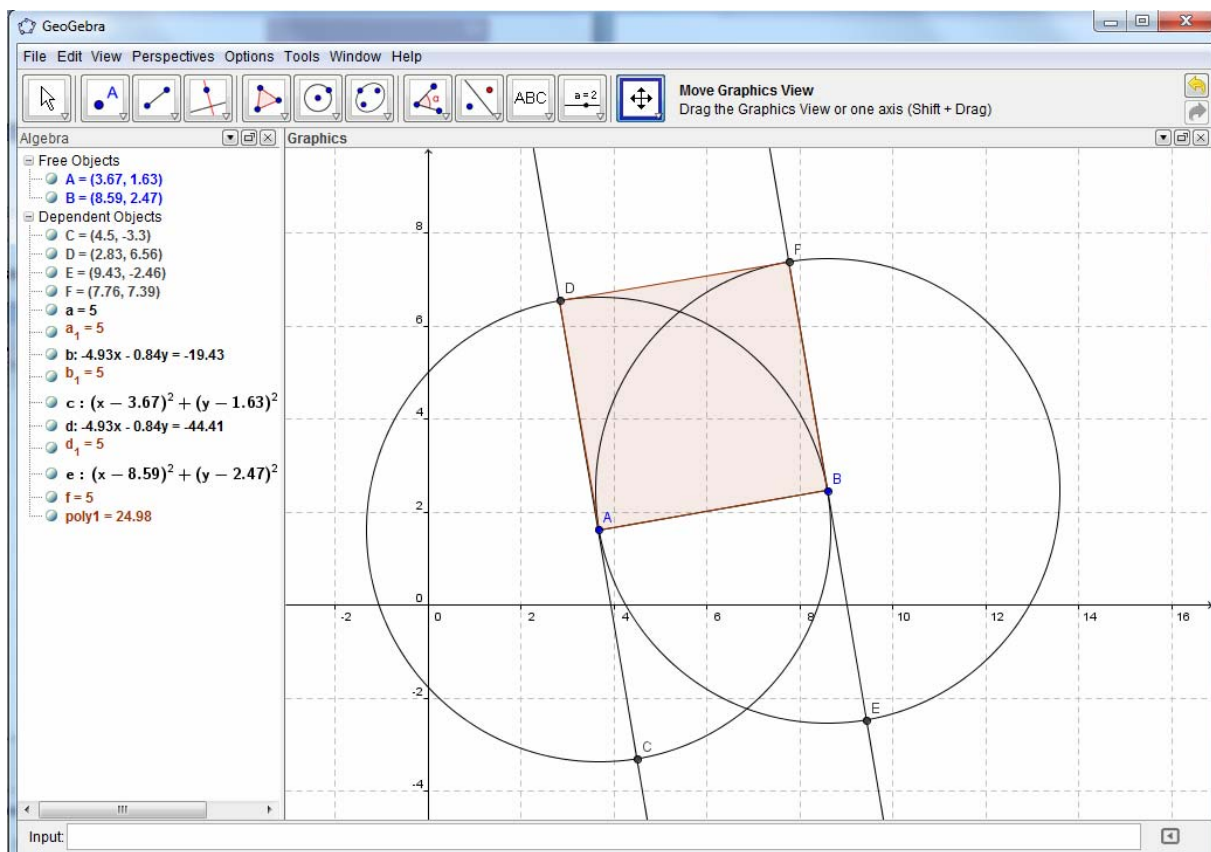 GeoGebra
File Edit View Perspectives Options Tools Window Help
A
α
ABC
a=2
Move Graphics View
Drag the Graphics View or one axis (Shift + Drag)
Algebra
Graphics
Free Objects
A = (3.67, 1.63)
B = (8.59, 2.47)
Dependent Objects
C = (4.5, -3.3)
D = (2.83, 6.56)
E = (9.43, -2.46)
F = (7.76, 7.39)
a = 5
a₁ = 5
b: -4.93x - 0.84y = -19.43
b₁ = 5
c : (x − 3.67)² + (y − 1.63)²
d: -4.93x - 0.84y = -44.41
d₁ = 5
e : (x − 8.59)² + (y − 2.47)²
f = 5
poly1 = 24.98
8
F
D
6
4
B
2
A
0
-2 0 2 4 6 8 10 12 14 16
-2
E
C
-4
Input: